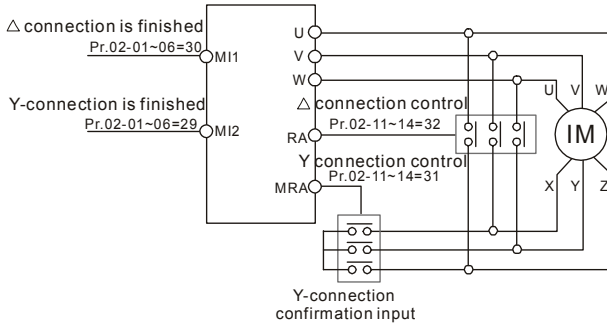 △ connection is finished
Pr.02-01~06=30
MI1
Y-connection is finished
Pr.02-01~06=29
MI2
U
V
W
△ connection control
RA
Pr.02-11~14=32
Y connection control
Pr.02-11~14=31
MRA
U V W
IM
X Y Z
Y-connection
confirmation input